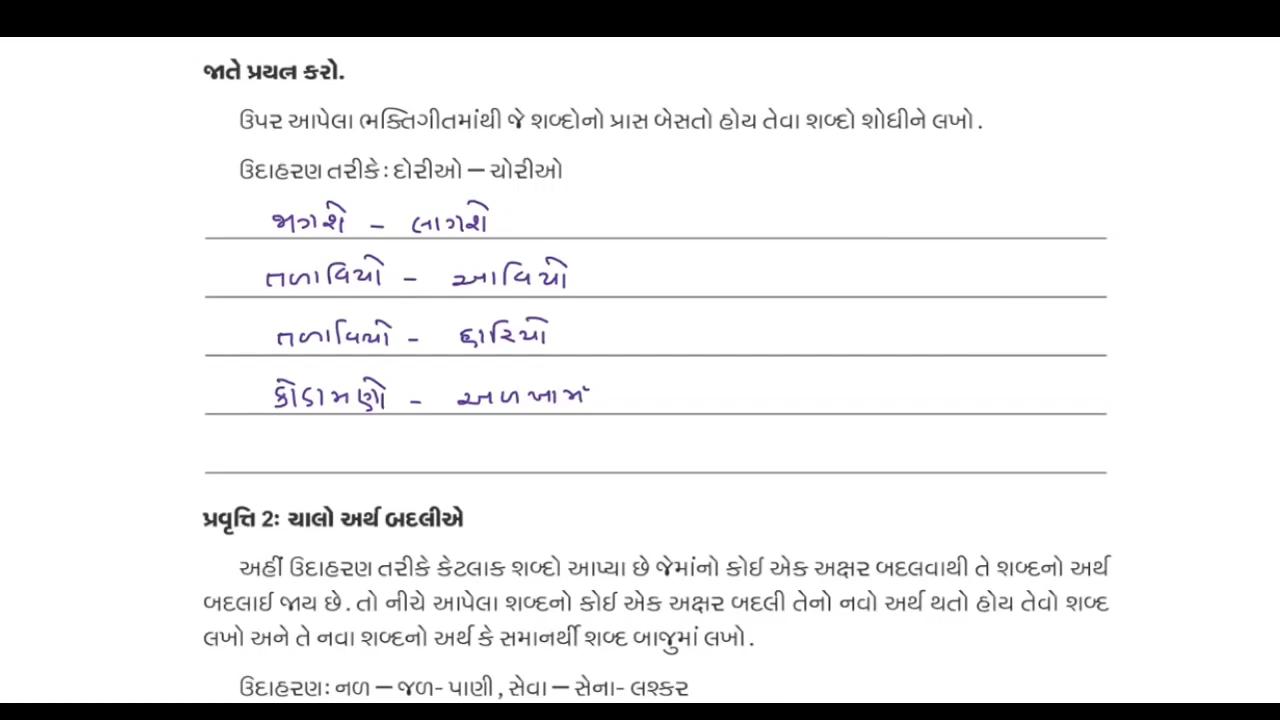 જાતે પ્રયત્ન કરો.
ઉપર આપેલા ભક્તિગીતમાંથી જે શબ્દોનો પ્રાસ બેસતો હોય તેવા શબ્દો શોધીને લખો.
ઉદાહરણ તરીકે: દોરીઓ – ચોરીઓ
જાગશે – લાગશે
તળાવિયો – આવિયો
તળાવિયો – હારિયો
કોડામણો – અળખામ
પ્રવૃત્તિ 2: ચાલો અર્થ બદલીએ
અહીં ઉદાહરણ તરીકે કેટલાક શબ્દો આપ્યા છે જેમાંનો કોઈ એક અક્ષર બદલવાથી તે શબ્દનો અર્થ
બદલાઈ જાય છે. તો નીચે આપેલા શબ્દનો કોઈ એક અક્ષર બદલી તેનો નવો અર્થ થતો હોય તેવો શબ્દ
લખો અને તે નવા શબ્દનો અર્થ કે સમાનર્થી શબ્દ બાજુમાં લખો.
ઉદાહરણ: નળ – જળ- પાણી, સેવા – સેના- લશ્કર